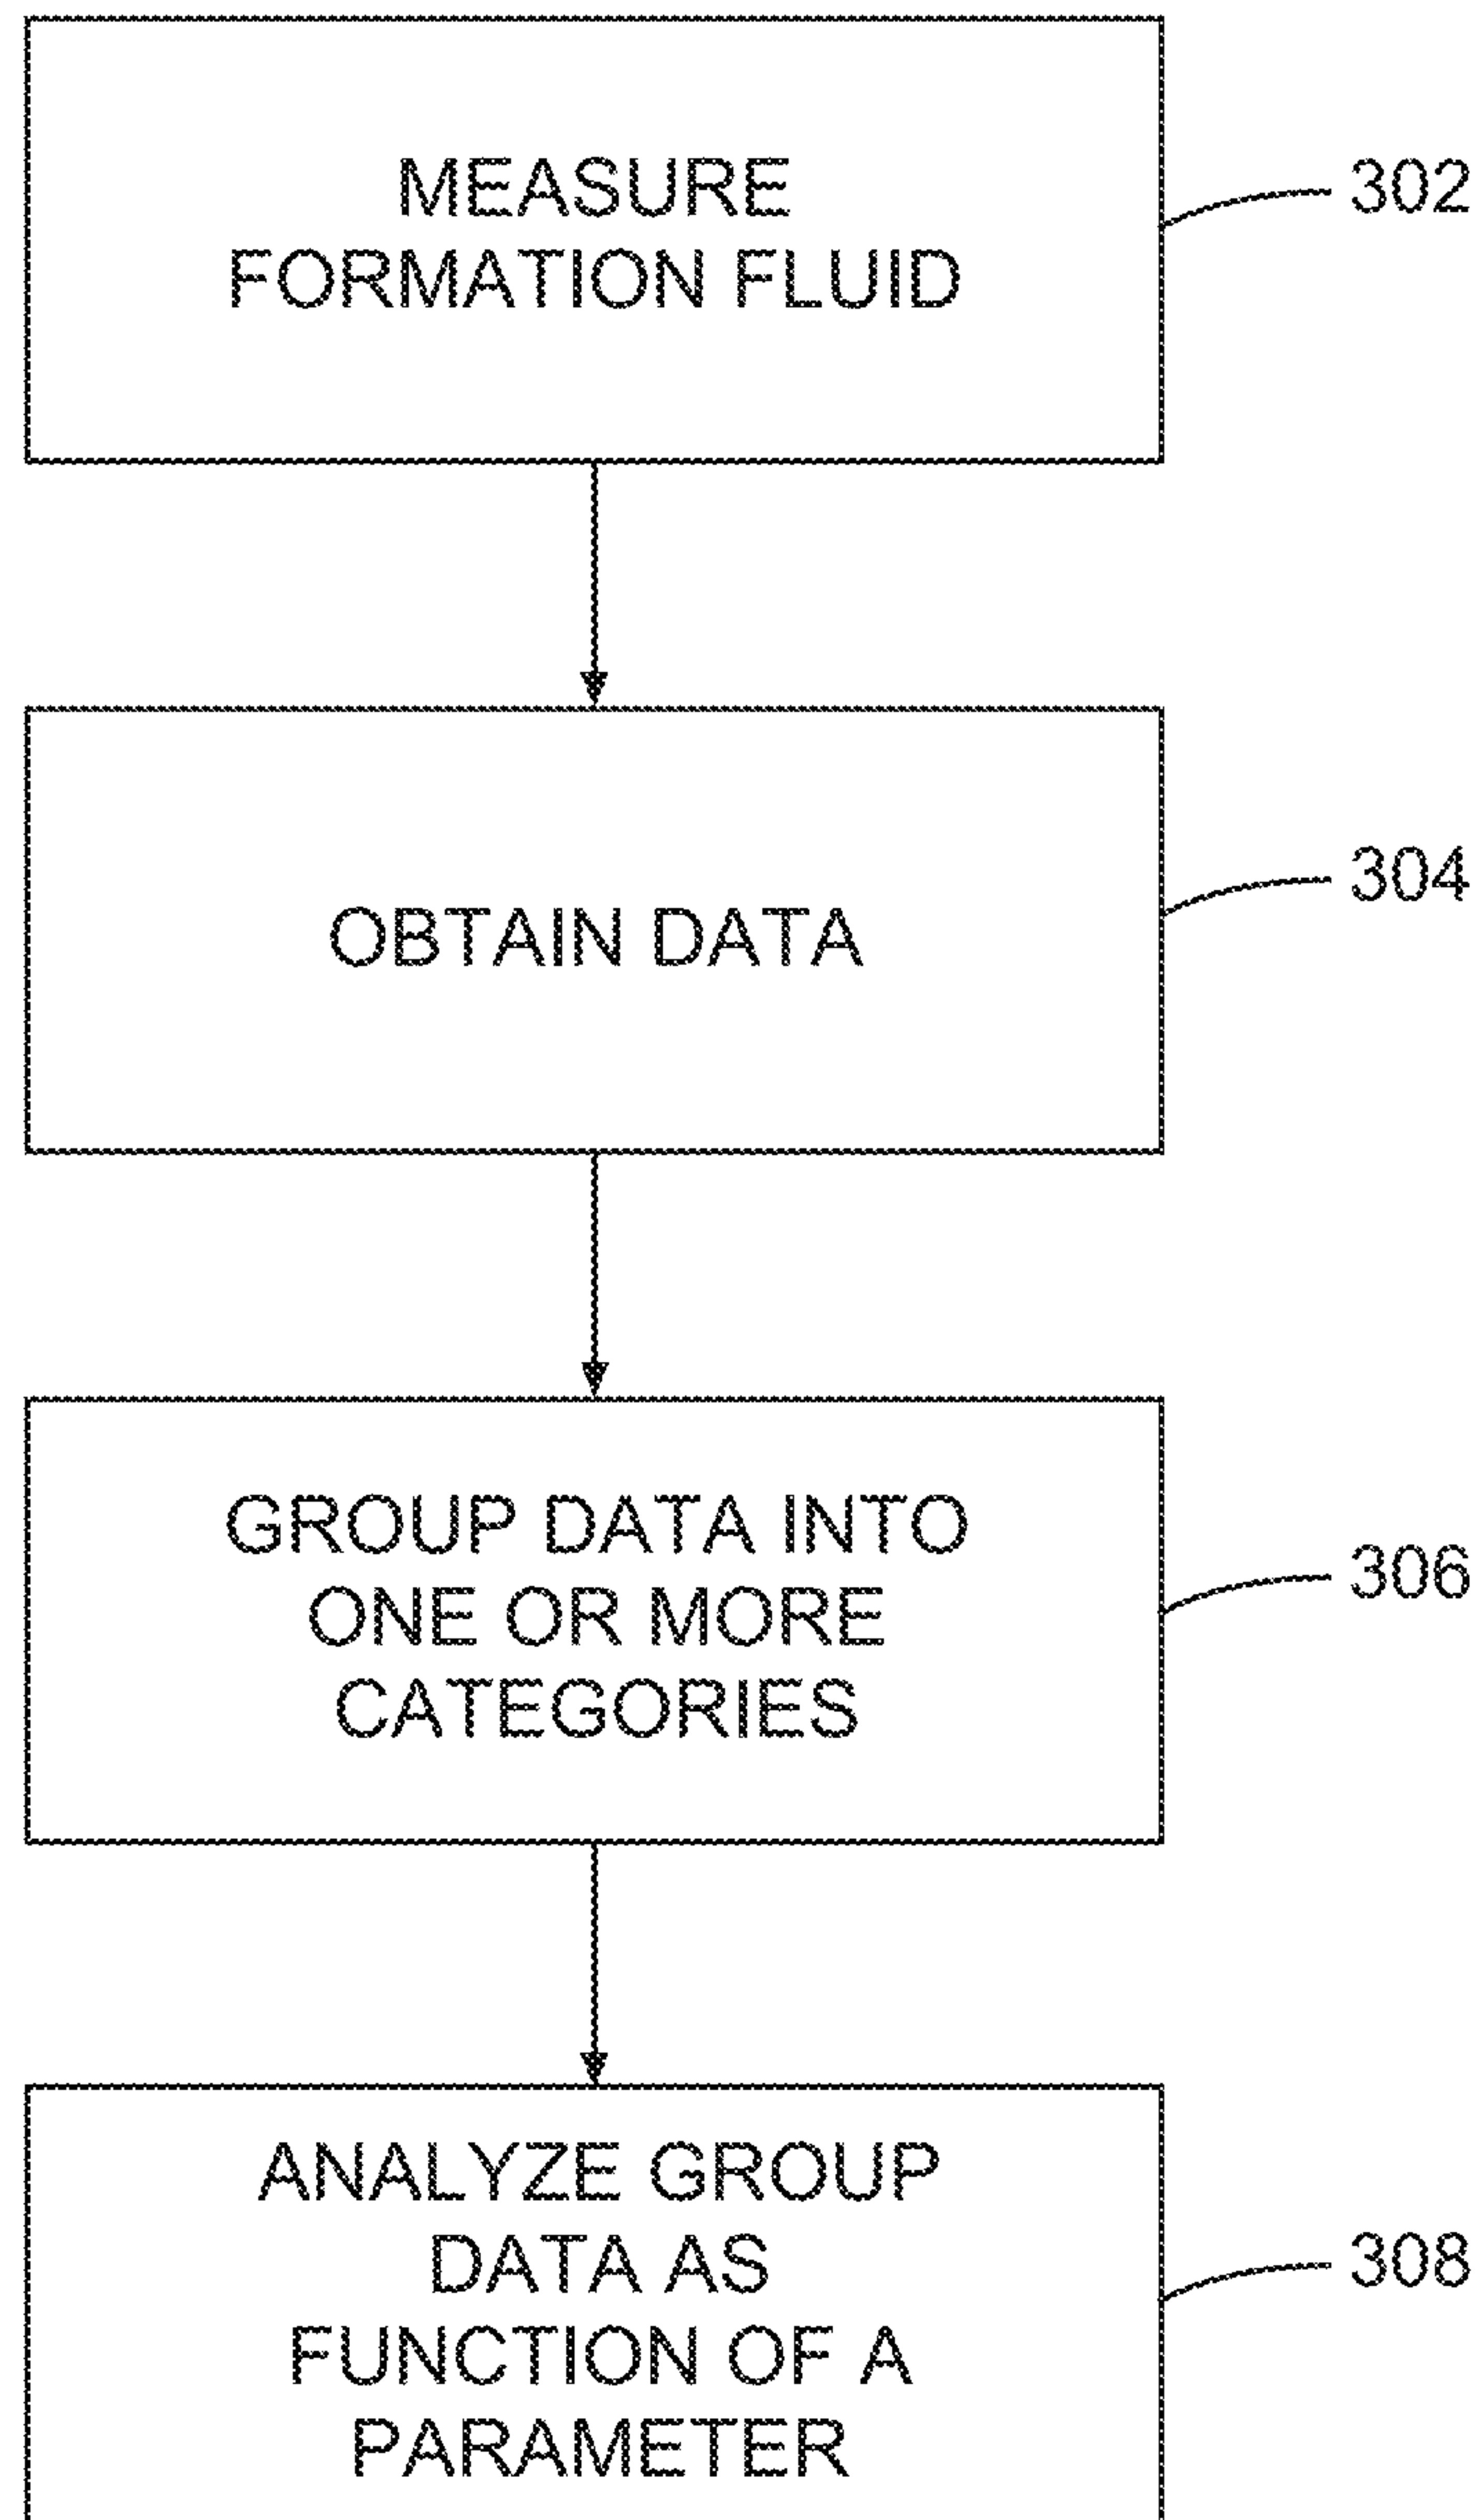 MEASURE
FORMATION FLUID
302
OBTAIN DATA
304
GROUP DATA INTO
ONE OR MORE
CATEGORIES
306
ANALYZE GROUP
DATA AS
FUNCTION OF A
PARAMETER
308